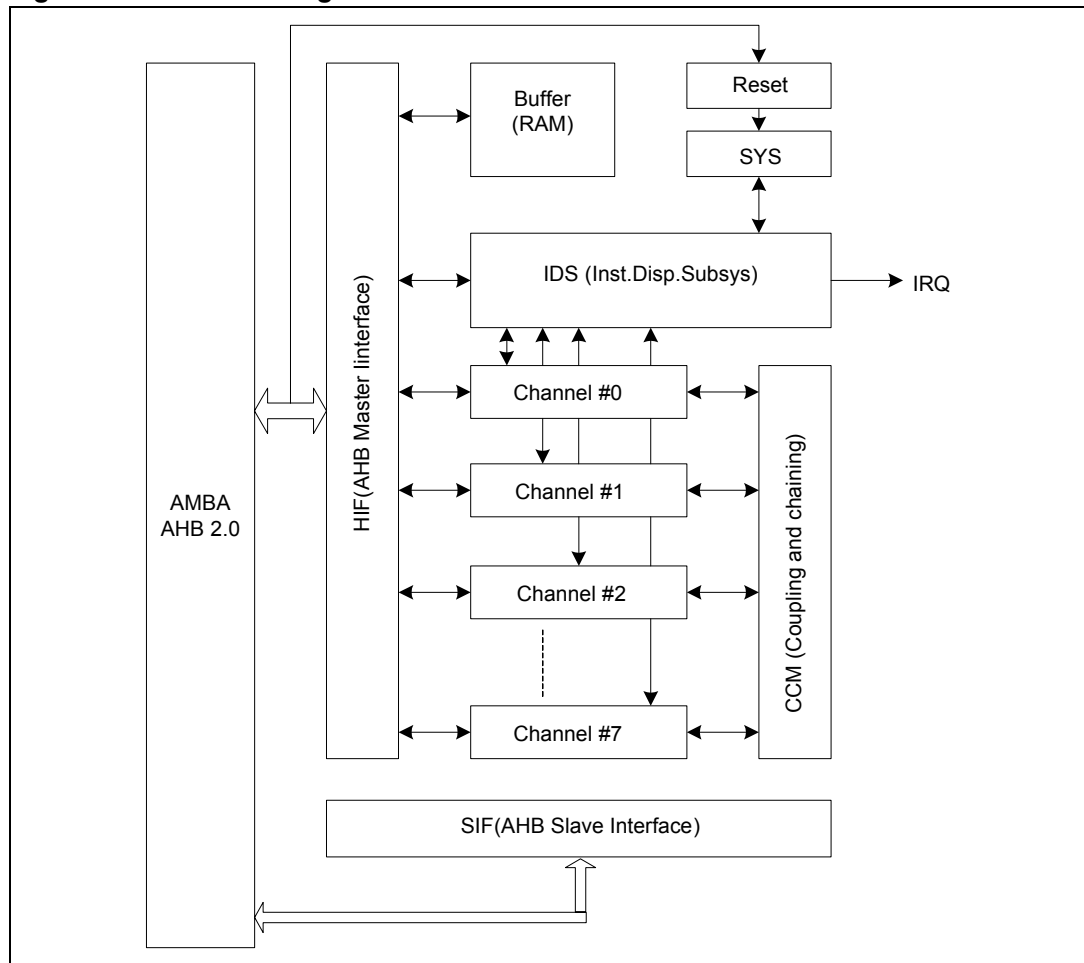 Reset
Buffer
(RAM)
SYS
IDS (Inst.Disp.Subsys)
IRQ
HIF(AHB Master Iinterface)
Channel #0
AMBA
AHB 2.0
Channel #1
Channel #2
CCM (Coupling and chaining)
Channel #7
SIF(AHB Slave Interface)